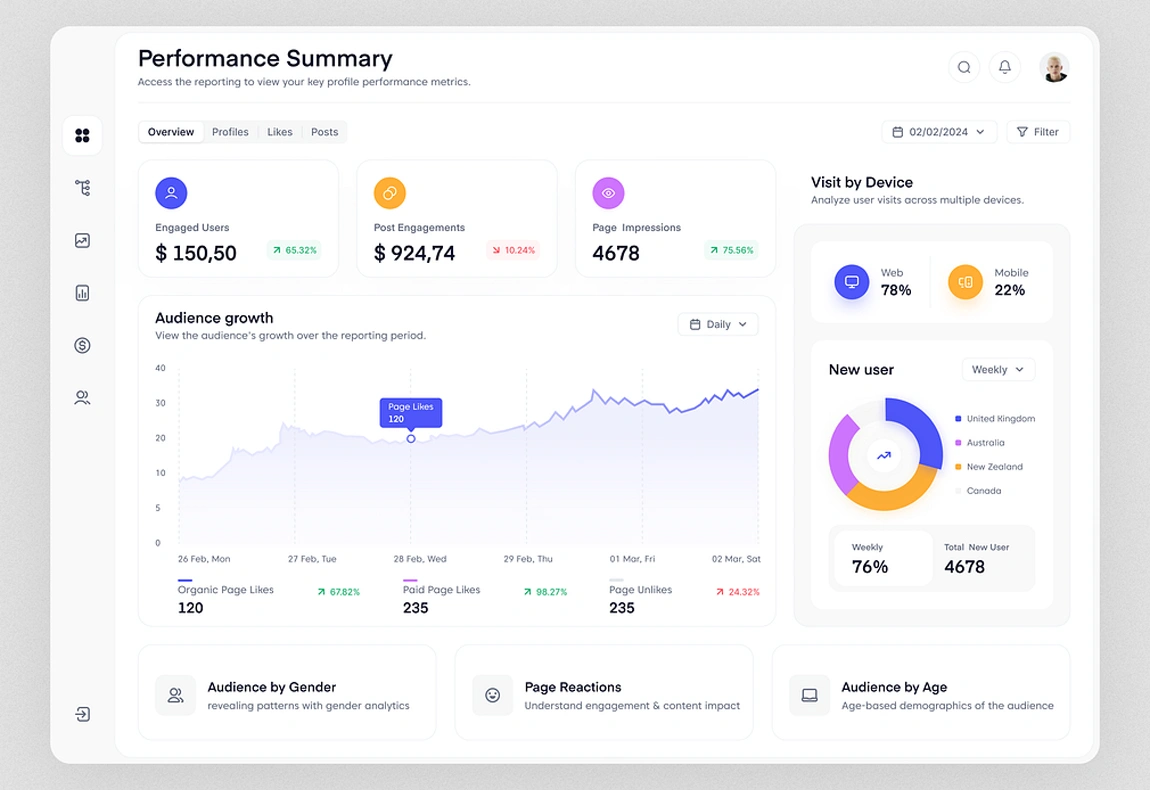 Performance Summary
Access the reporting to view your key profile performance metrics.
Overview Profiles Likes Posts
02/02/2024 Filter
Engaged Users
$ 150,50 65.32%
Post Engagements
$ 924,74 10.24%
Page Impressions
4678 75.56%
Visit by Device
Analyze user visits across multiple devices.
Web
78%
Mobile
22%
Audience growth
View the audience's growth over the reporting period.
Daily
40
30
20
10
5
0
Page Likes
120
26 Feb, Mon 27 Feb, Tue 28 Feb, Wed 29 Feb, Thu 01 Mar, Fri 02 Mar, Sat
Organic Page Likes 67.82%
120
Paid Page Likes 98.27%
235
Page Unlikes 24.32%
235
New user
Weekly
United Kingdom
Australia
New Zealand
Canada
Weekly
76%
Total New User
4678
Audience by Gender
revealing patterns with gender analytics
Page Reactions
Understand engagement & content impact
Audience by Age
Age-based demographics of the audience